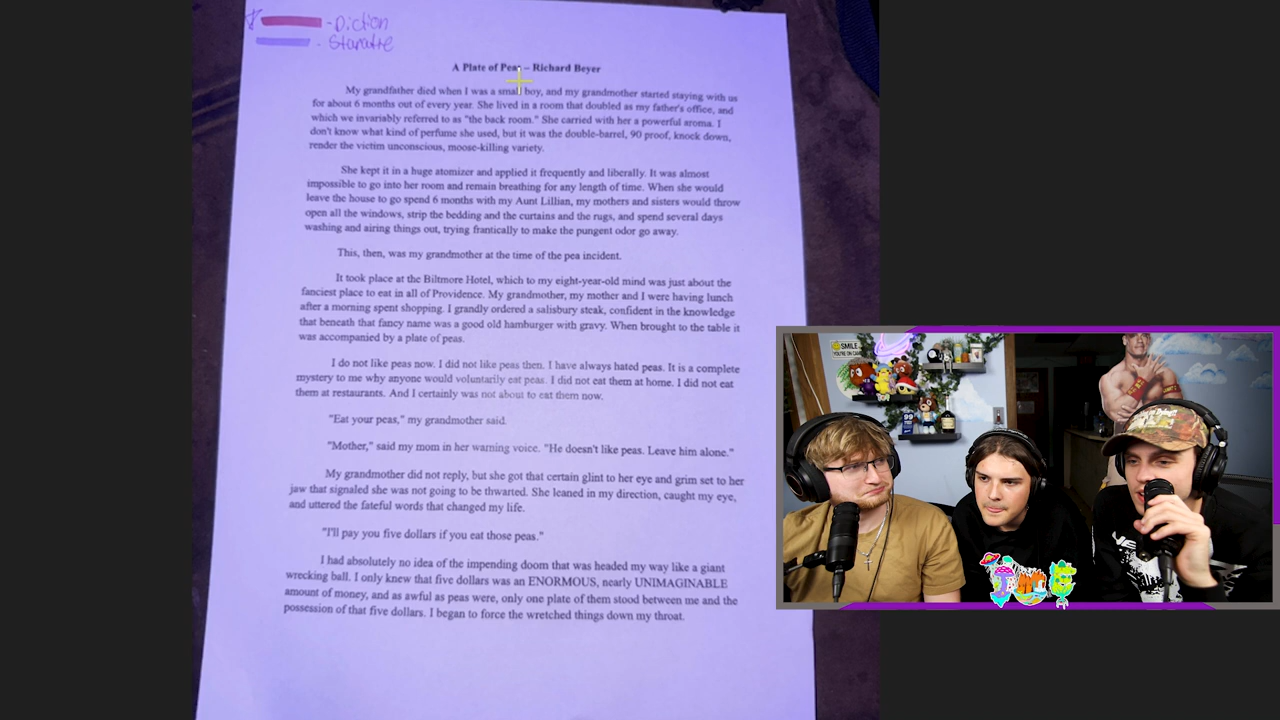 - Diction
A Plate of Peas – Richard Beyer
My grandfather died when I was a small boy, and my grandmother started staying with us
for about 6 months out of every year. She lived in a room that doubled as my father's office, and
which we invariably referred to as "the back room." She carried with her a powerful aroma. I
don't know what kind of perfume she used, but it was the double-barrel, 90 proof, knock down,
render the victim unconscious, moose-killing variety.
She kept it in a huge atomizer and applied it frequently and liberally. It was almost
impossible to go into her room and remain breathing for any length of time. When she would
leave the house to go spend 6 months with my Aunt Lillian, my mothers and sisters would throw
open all the windows, strip the bedding and the curtains and the rugs, and spend several days
washing and airing things out, trying frantically to make the pungent odor go away.
This, then, was my grandmother at the time of the pea incident.
It took place at the Biltmore Hotel, which to my eight-year-old mind was just about the
fanciest place to eat in all of Providence. My grandmother, my mother and I were having lunch
after a morning spent shopping. I grandly ordered a salisbury steak, confident in the knowledge
that beneath that fancy name was a good old hamburger with gravy. When brought to the table it
was accompanied by a plate of peas.
I do not like peas now. I did not like peas then. I have always hated peas. It is a complete
mystery to me why anyone would voluntarily eat peas. I did not eat them at home. I did not eat
them at restaurants. And I certainly was not about to eat them now.
"Eat your peas," my grandmother said.
"Mother," said my mom in her warning voice. "He doesn't like peas. Leave him alone."
My grandmother did not reply, but she got that certain glint to her eye and grim set to her
jaw that signaled she was not going to be thwarted. She leaned in my direction, caught my eye,
and uttered the fateful words that changed my life.
"I'll pay you five dollars if you eat those peas."
I had absolutely no idea of the impending doom that was headed my way like a giant
wrecking ball. I only knew that five dollars was an ENORMOUS, nearly UNIMAGINABLE
amount of money, and as awful as peas were, only one plate of them stood between me and the
possession of that five dollars. I began to force the wretched things down my throat.
SMILE
YOU'RE ON